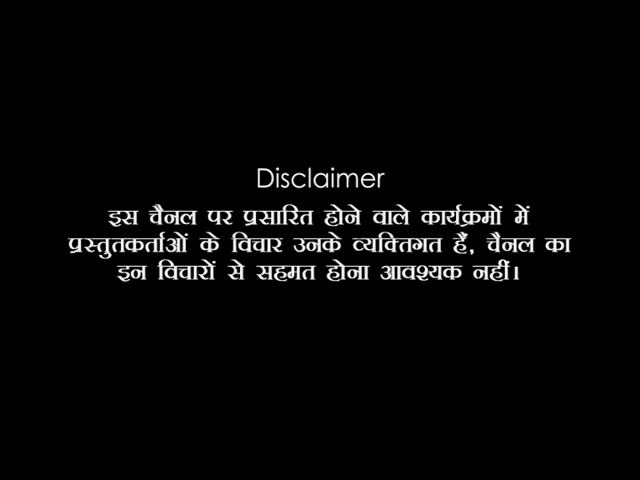 Disclaimer
इस चैनल पर प्रसारित होने वाले कार्यक्रमों में
प्रस्तुतकर्ताओं के विचार उनके व्यक्तिगत हैं, चैनल का
इन विचारों से सहमत होना आवश्यक नहीं।